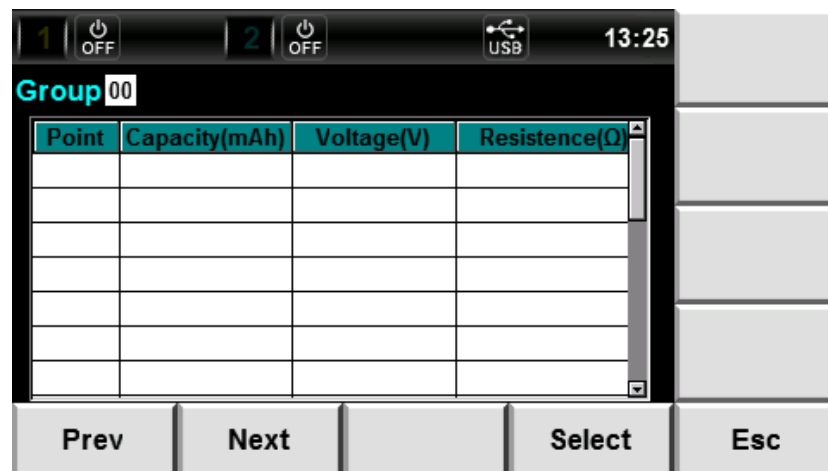 1 OFF 2 OFF USB 13:25
Group 00
Point Capacity(mAh) Voltage(V) Resistence(Ω)
Prev Next Select Esc